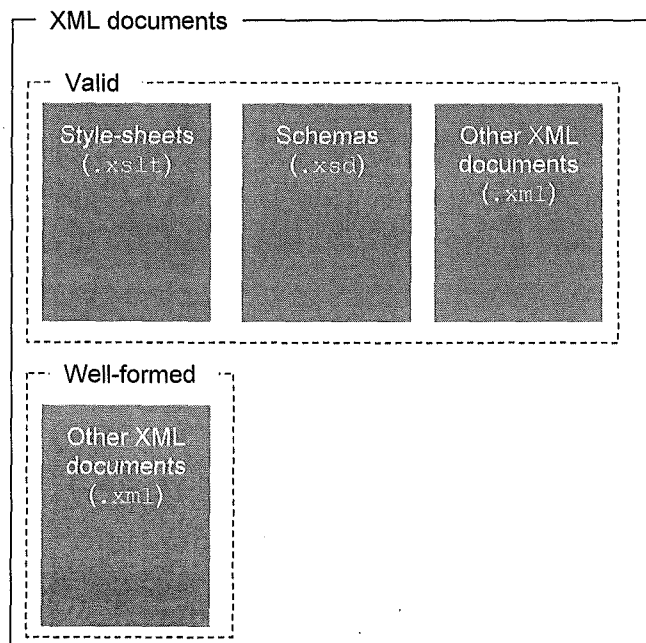 XML documents
Valid
Style-sheets
(.xslt)
Schemas
(.xsd)
Other XML
documents
(.xml)
Well-formed
Other XML
documents
(.xml)